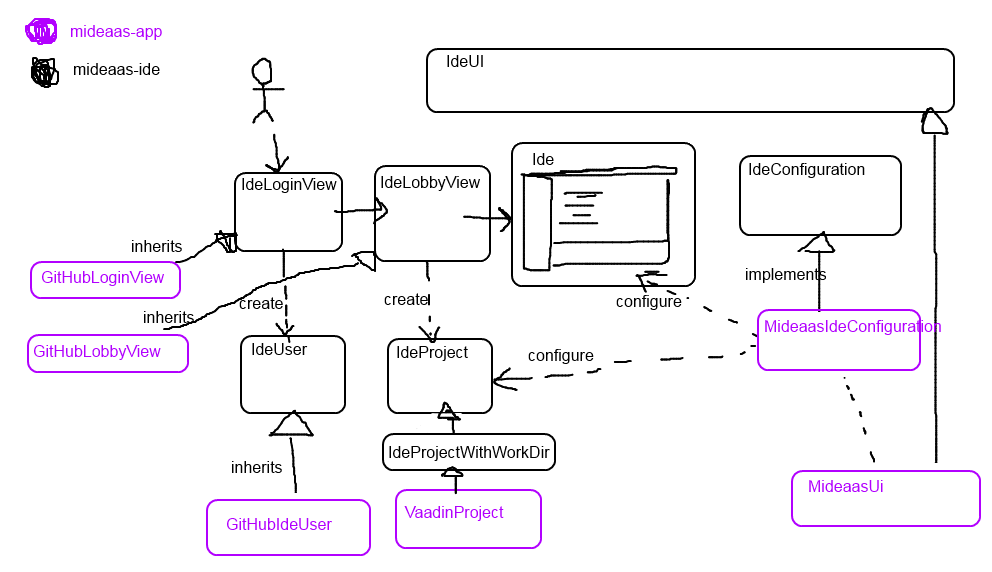 mideaas-app
mideaas-ide
IdeUI
Ide
IdeLoginView
IdeLobbyView
IdeConfiguration
inherits
GitHubLoginView
implements
create
create
configure
inherits
MideaasIdeConfiguration
GitHubLobbyView
IdeUser
IdeProject
configure
IdeProjectWithWorkDir
inherits
MideaasUi
GitHubIdeUser
VaadinProject